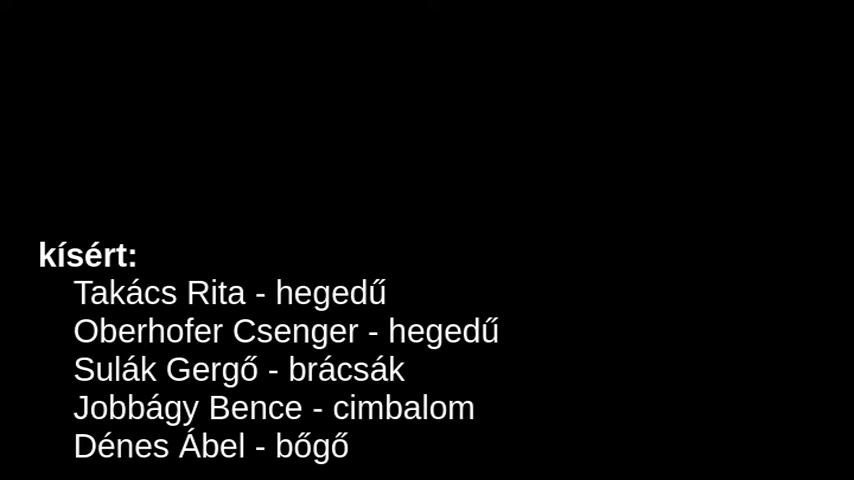 kísért:
Takács Rita - hegedű
Oberhofer Csenger - hegedű
Sulák Gergő - brácsák
Jobbágy Bence - cimbalom
Dénes Ábel - bőgő